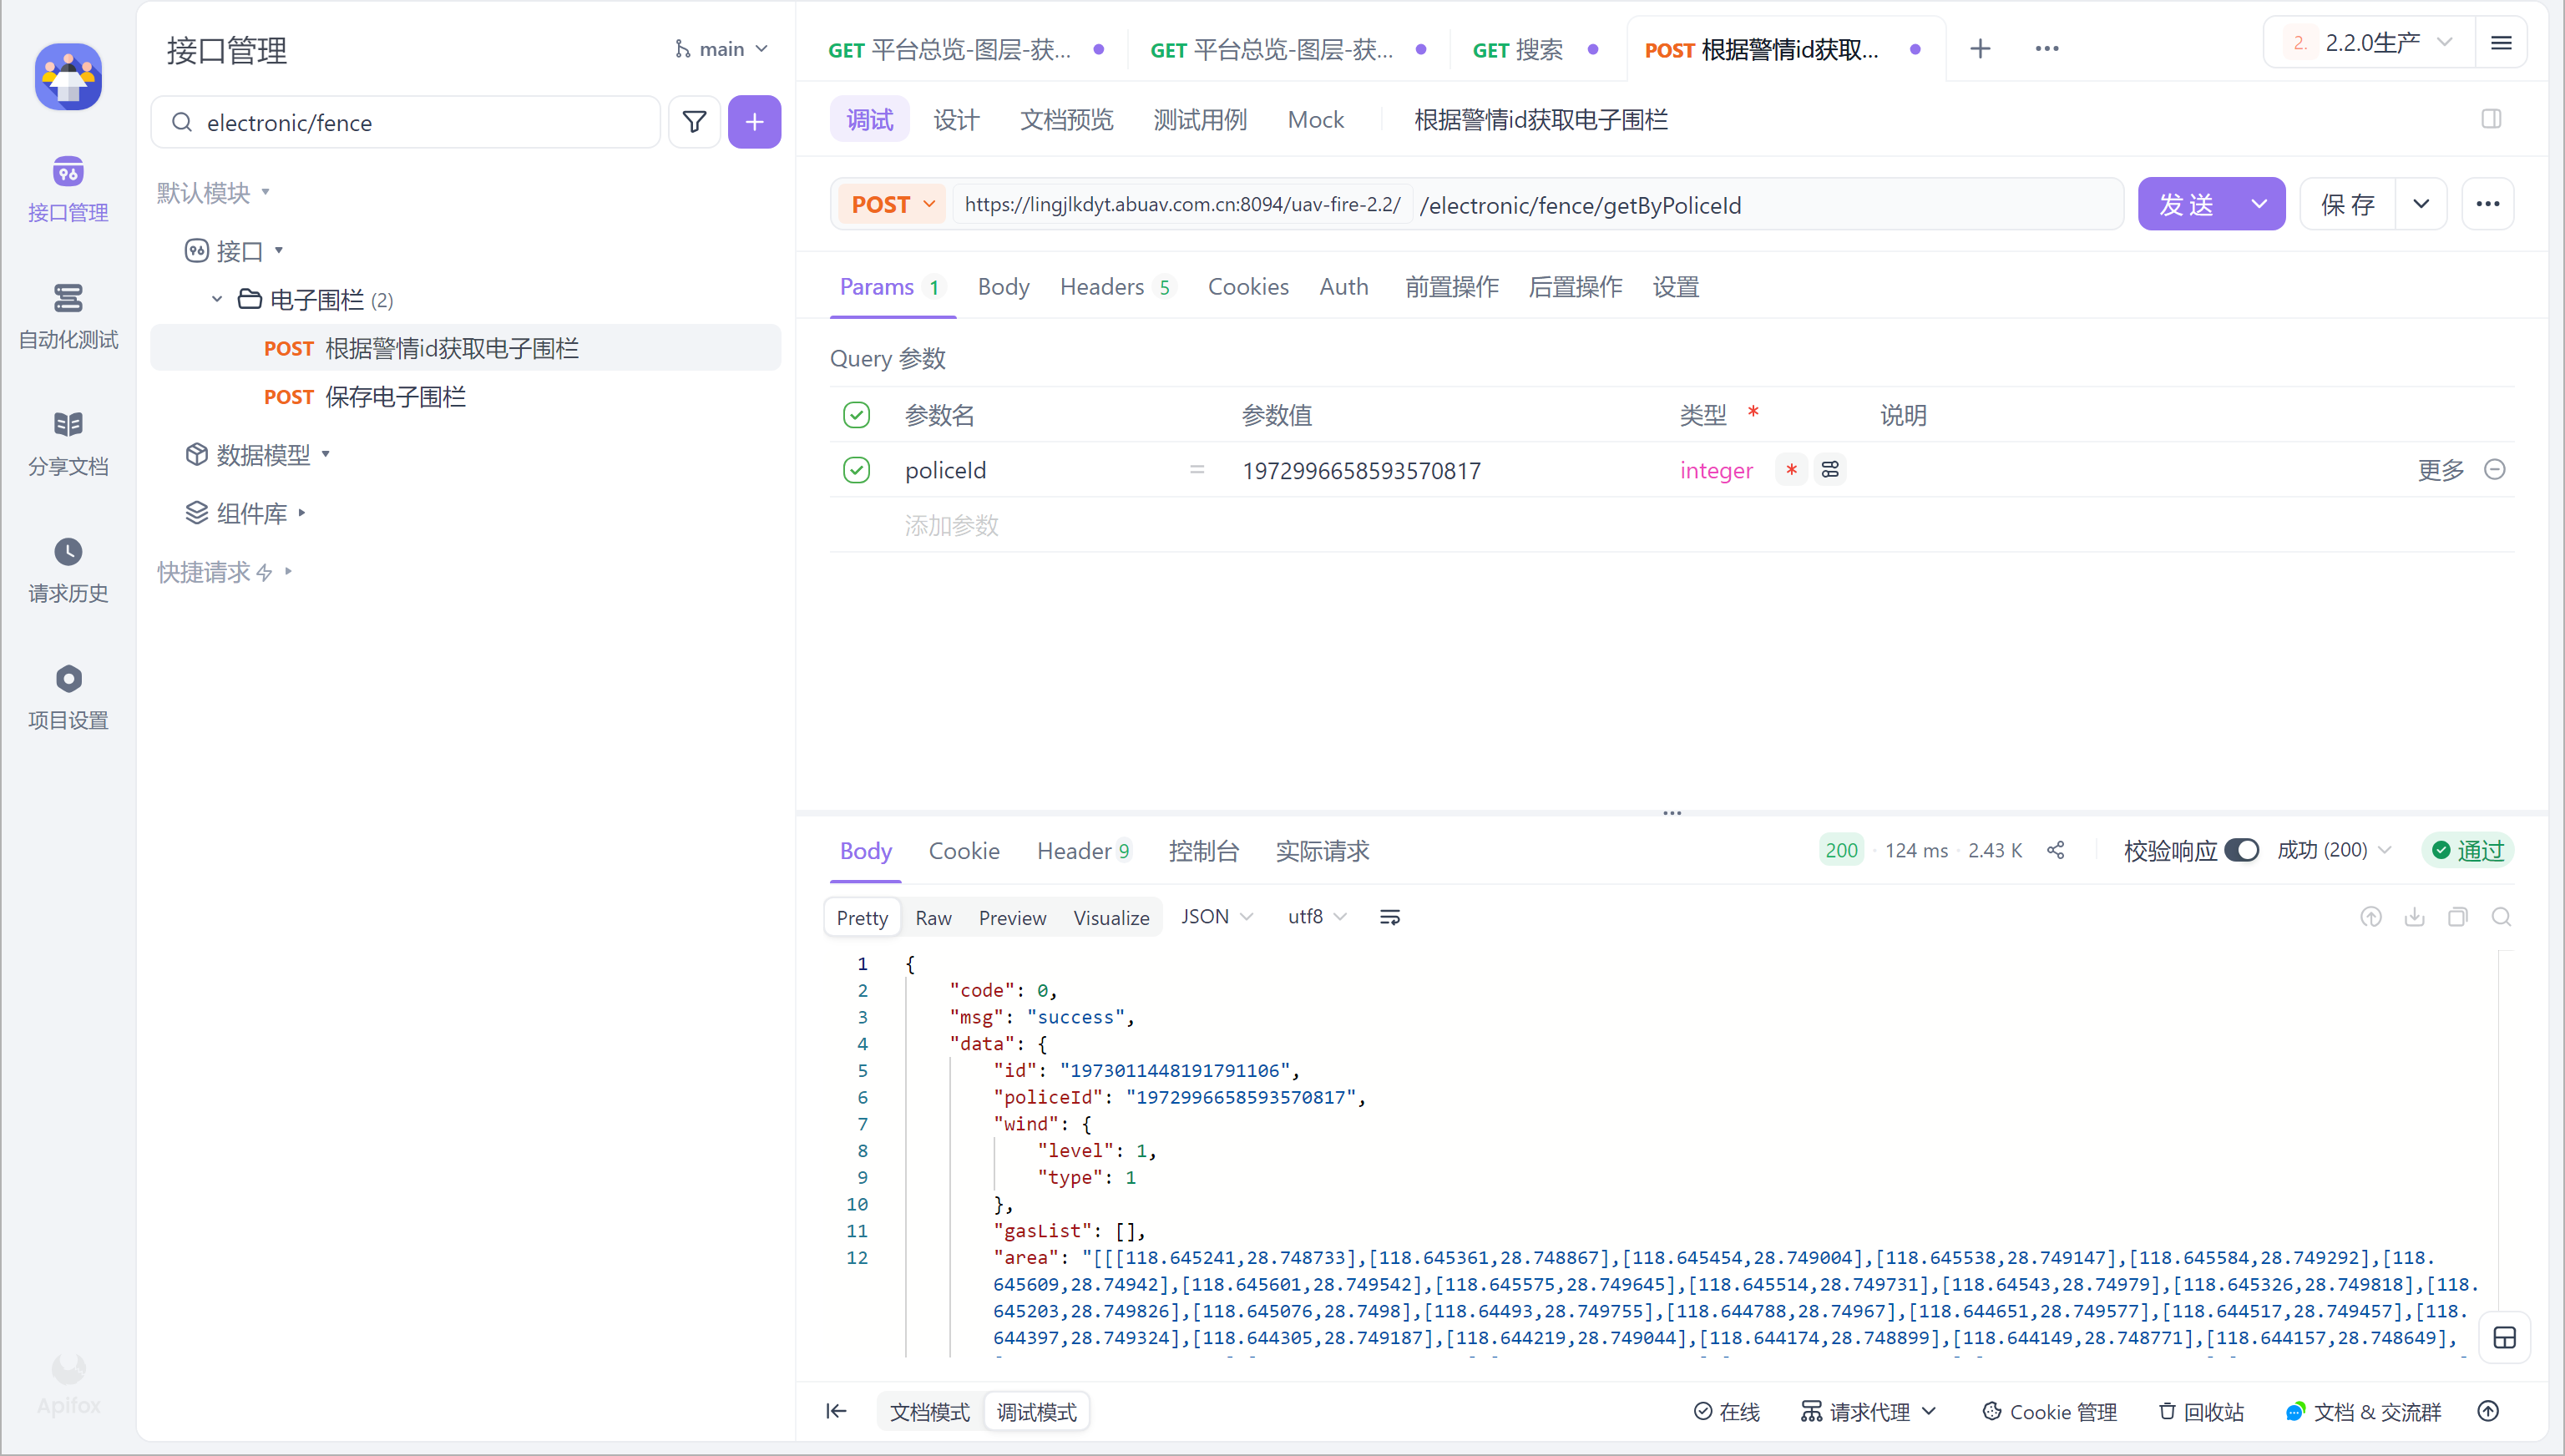 接口管理
自动化测试
分享文档
请求历史
项目设置
Apifox
接口管理
main
electronic/fence
默认模块
接口
电子围栏 (2)
POST 根据警情id获取电子围栏
POST 保存电子围栏
数据模型
组件库
快捷请求
GET 平台总览-图层-获...
GET 平台总览-图层-获...
GET 搜索
POST 根据警情id获取...
2. 2.2.0生产
调试 设计 文档预览 测试用例 Mock 根据警情id获取电子围栏
POST https://lingjlkdyt.abuav.com.cn:8094/uav-fire-2.2/ /electronic/fence/getByPoliceId
发 送
保 存
Params 1 Body Headers 5 Cookies Auth 前置操作 后置操作 设置
Query 参数
参数名 参数值 类型 * 说明
policeId = 1972996658593570817 integer * 更多
添加参数
Body Cookie Header 9 控制台 实际请求
200 · 124 ms · 2.43 K 校验响应 成功 (200) 通过
Pretty Raw Preview Visualize JSON utf8
1 {
2 "code": 0,
3 "msg": "success",
4 "data": {
5 "id": "1973011448191791106",
6 "policeId": "1972996658593570817",
7 "wind": {
8 "level": 1,
9 "type": 1
10 },
11 "gasList": [],
12 "area": "[[[118.645241,28.748733],[118.645361,28.748867],[118.645454,28.749004],[118.645538,28.749147],[118.645584,28.749292],[118.
645609,28.74942],[118.645601,28.749542],[118.645575,28.749645],[118.645514,28.749731],[118.64543,28.74979],[118.645326,28.749818],[118.
645203,28.749826],[118.645076,28.7498],[118.64493,28.749755],[118.644788,28.74967],[118.644651,28.749577],[118.644517,28.749457],[118.
644397,28.749324],[118.644305,28.749187],[118.644219,28.749044],[118.644174,28.748899],[118.644149,28.748771],[118.644157,28.748649],
文档模式 调试模式
在线 请求代理 Cookie 管理 回收站 文档 & 交流群